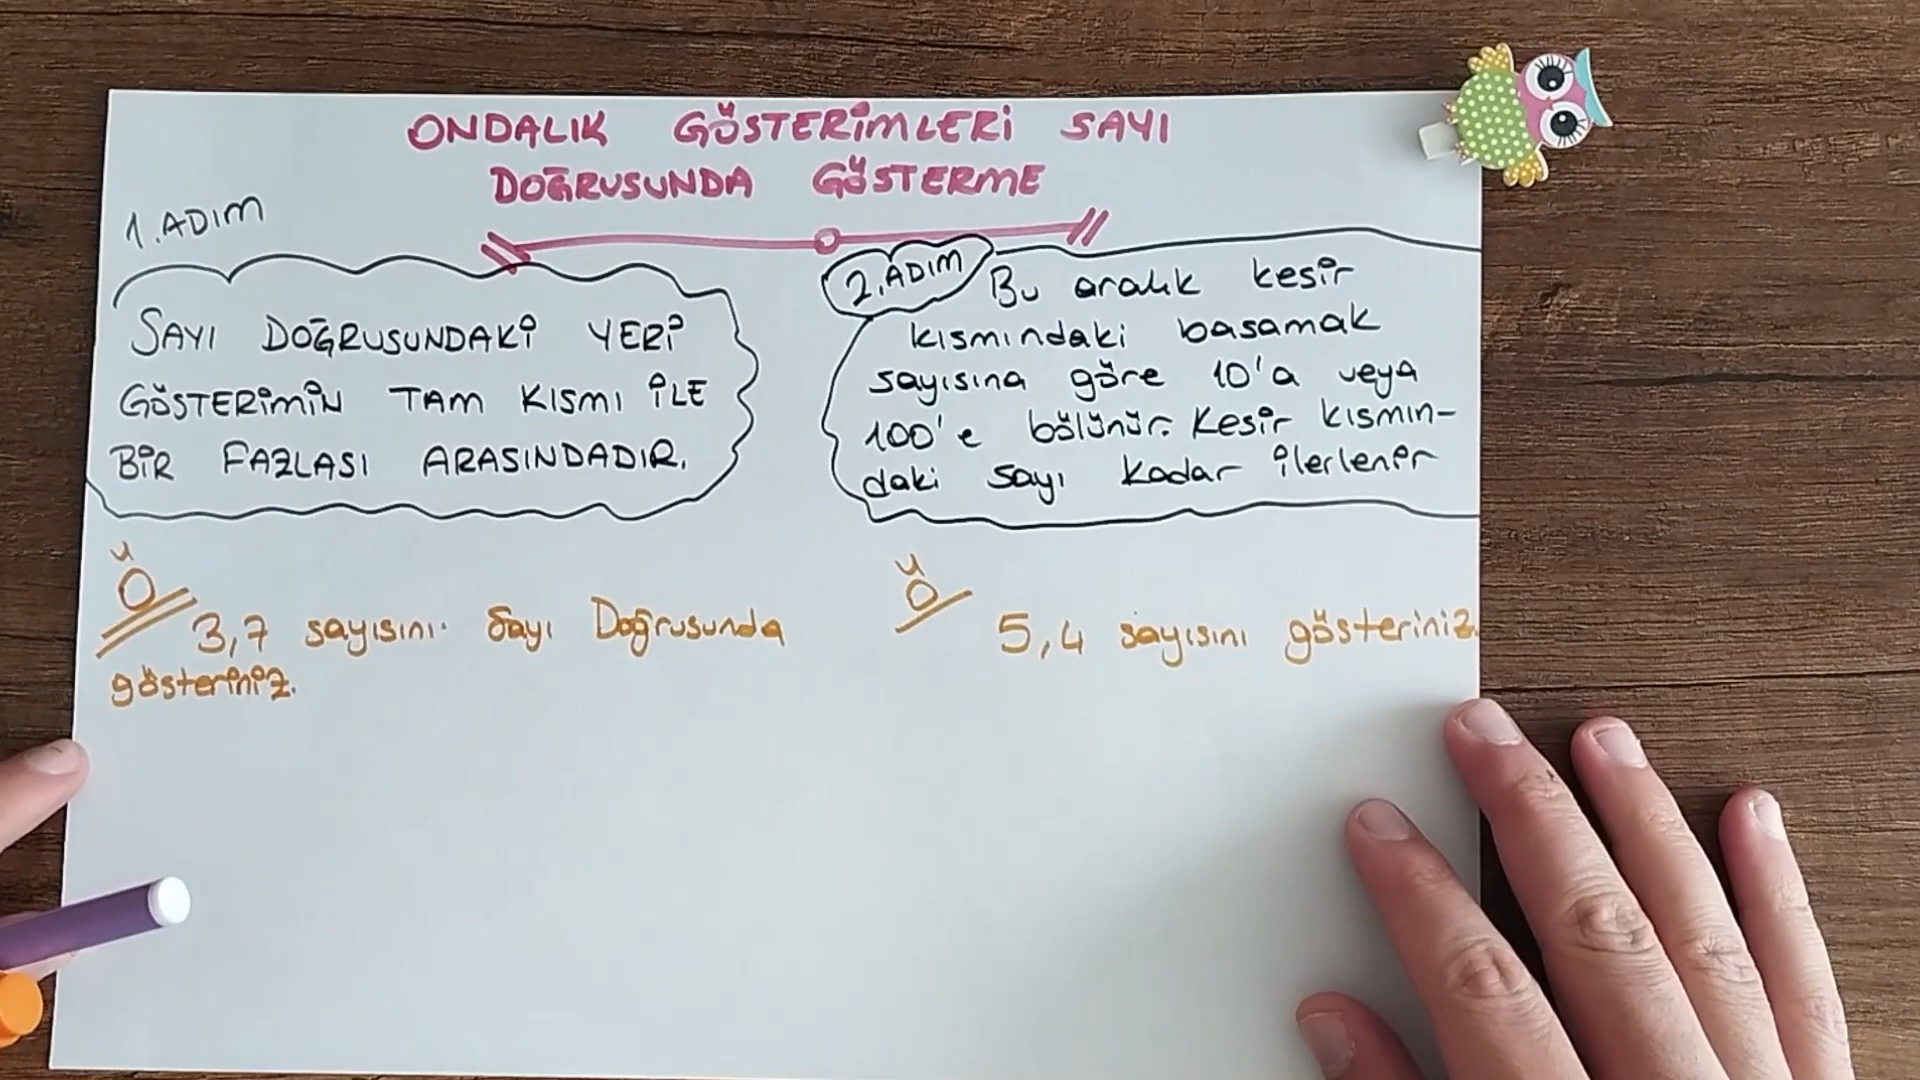 ONDALIK GÖSTERİMLERİ SAYI
DOĞRUSUNDA GÖSTERME
1. ADIM
SAYI DOĞRUSUNDAKİ YERİ
GÖSTERİMİN TAM KISMI İLE
BİR FAZLASI ARASINDADIR.
2. ADIM
Bu aralık kesir
kısmındaki basamak
sayısına göre 10'a veya
100'e bölünür. Kesir kısmın-
daki sayı kadar ilerlenir
Ö
3,7 sayısını Sayı Doğrusunda
gösteriniz.
Ö
5,4 sayısını gösteriniz.